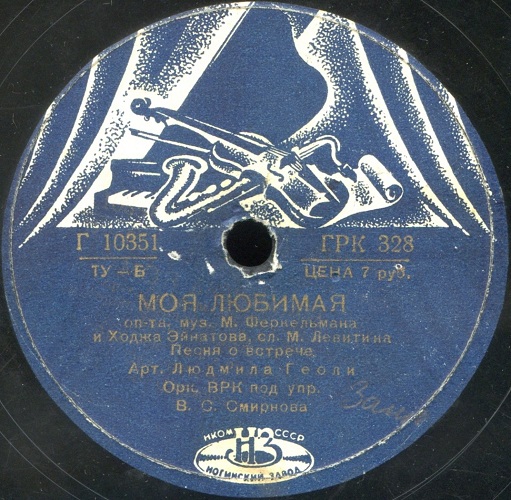 Г 10351 ГРК 328
ТУ – Б ЦЕНА 7 руб.
МОЯ ЛЮБИМАЯ
оп-та, муз. М. Феркельмана
и Ходжа Эйнатова, сл. М. Левитина
Песня о встрече
Арт. Людмила Геоли
Орк. ВРК под упр.
В. С. Смирнова
НКОМ СССР
НЗ
НОГИНСКИЙ ЗАВОД